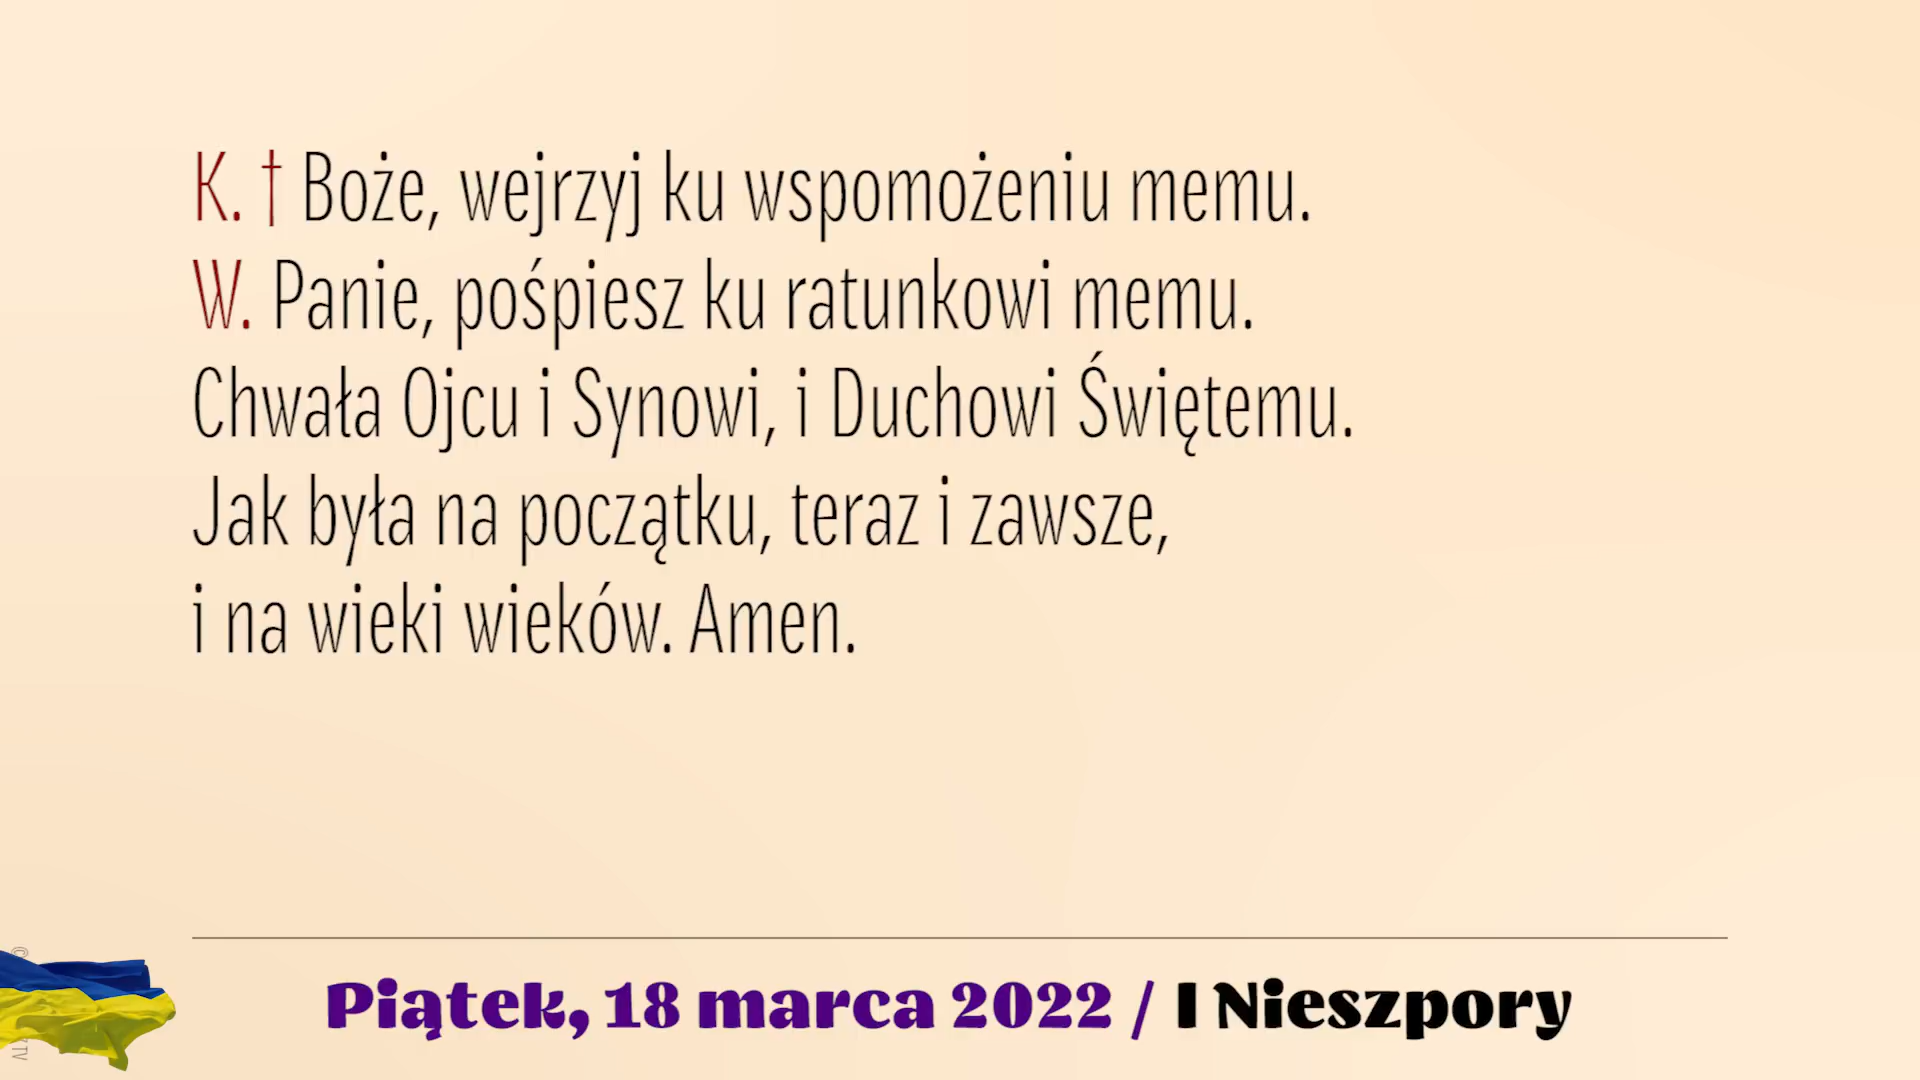 K. † Boże, wejrzyj ku wspomożeniu memu.
W. Panie, pośpiesz ku ratunkowi memu.
Chwała Ojcu i Synowi, i Duchowi Świętemu.
Jak była na początku, teraz i zawsze,
i na wieki wieków. Amen.
Piątek, 18 marca 2022 / I Nieszpory